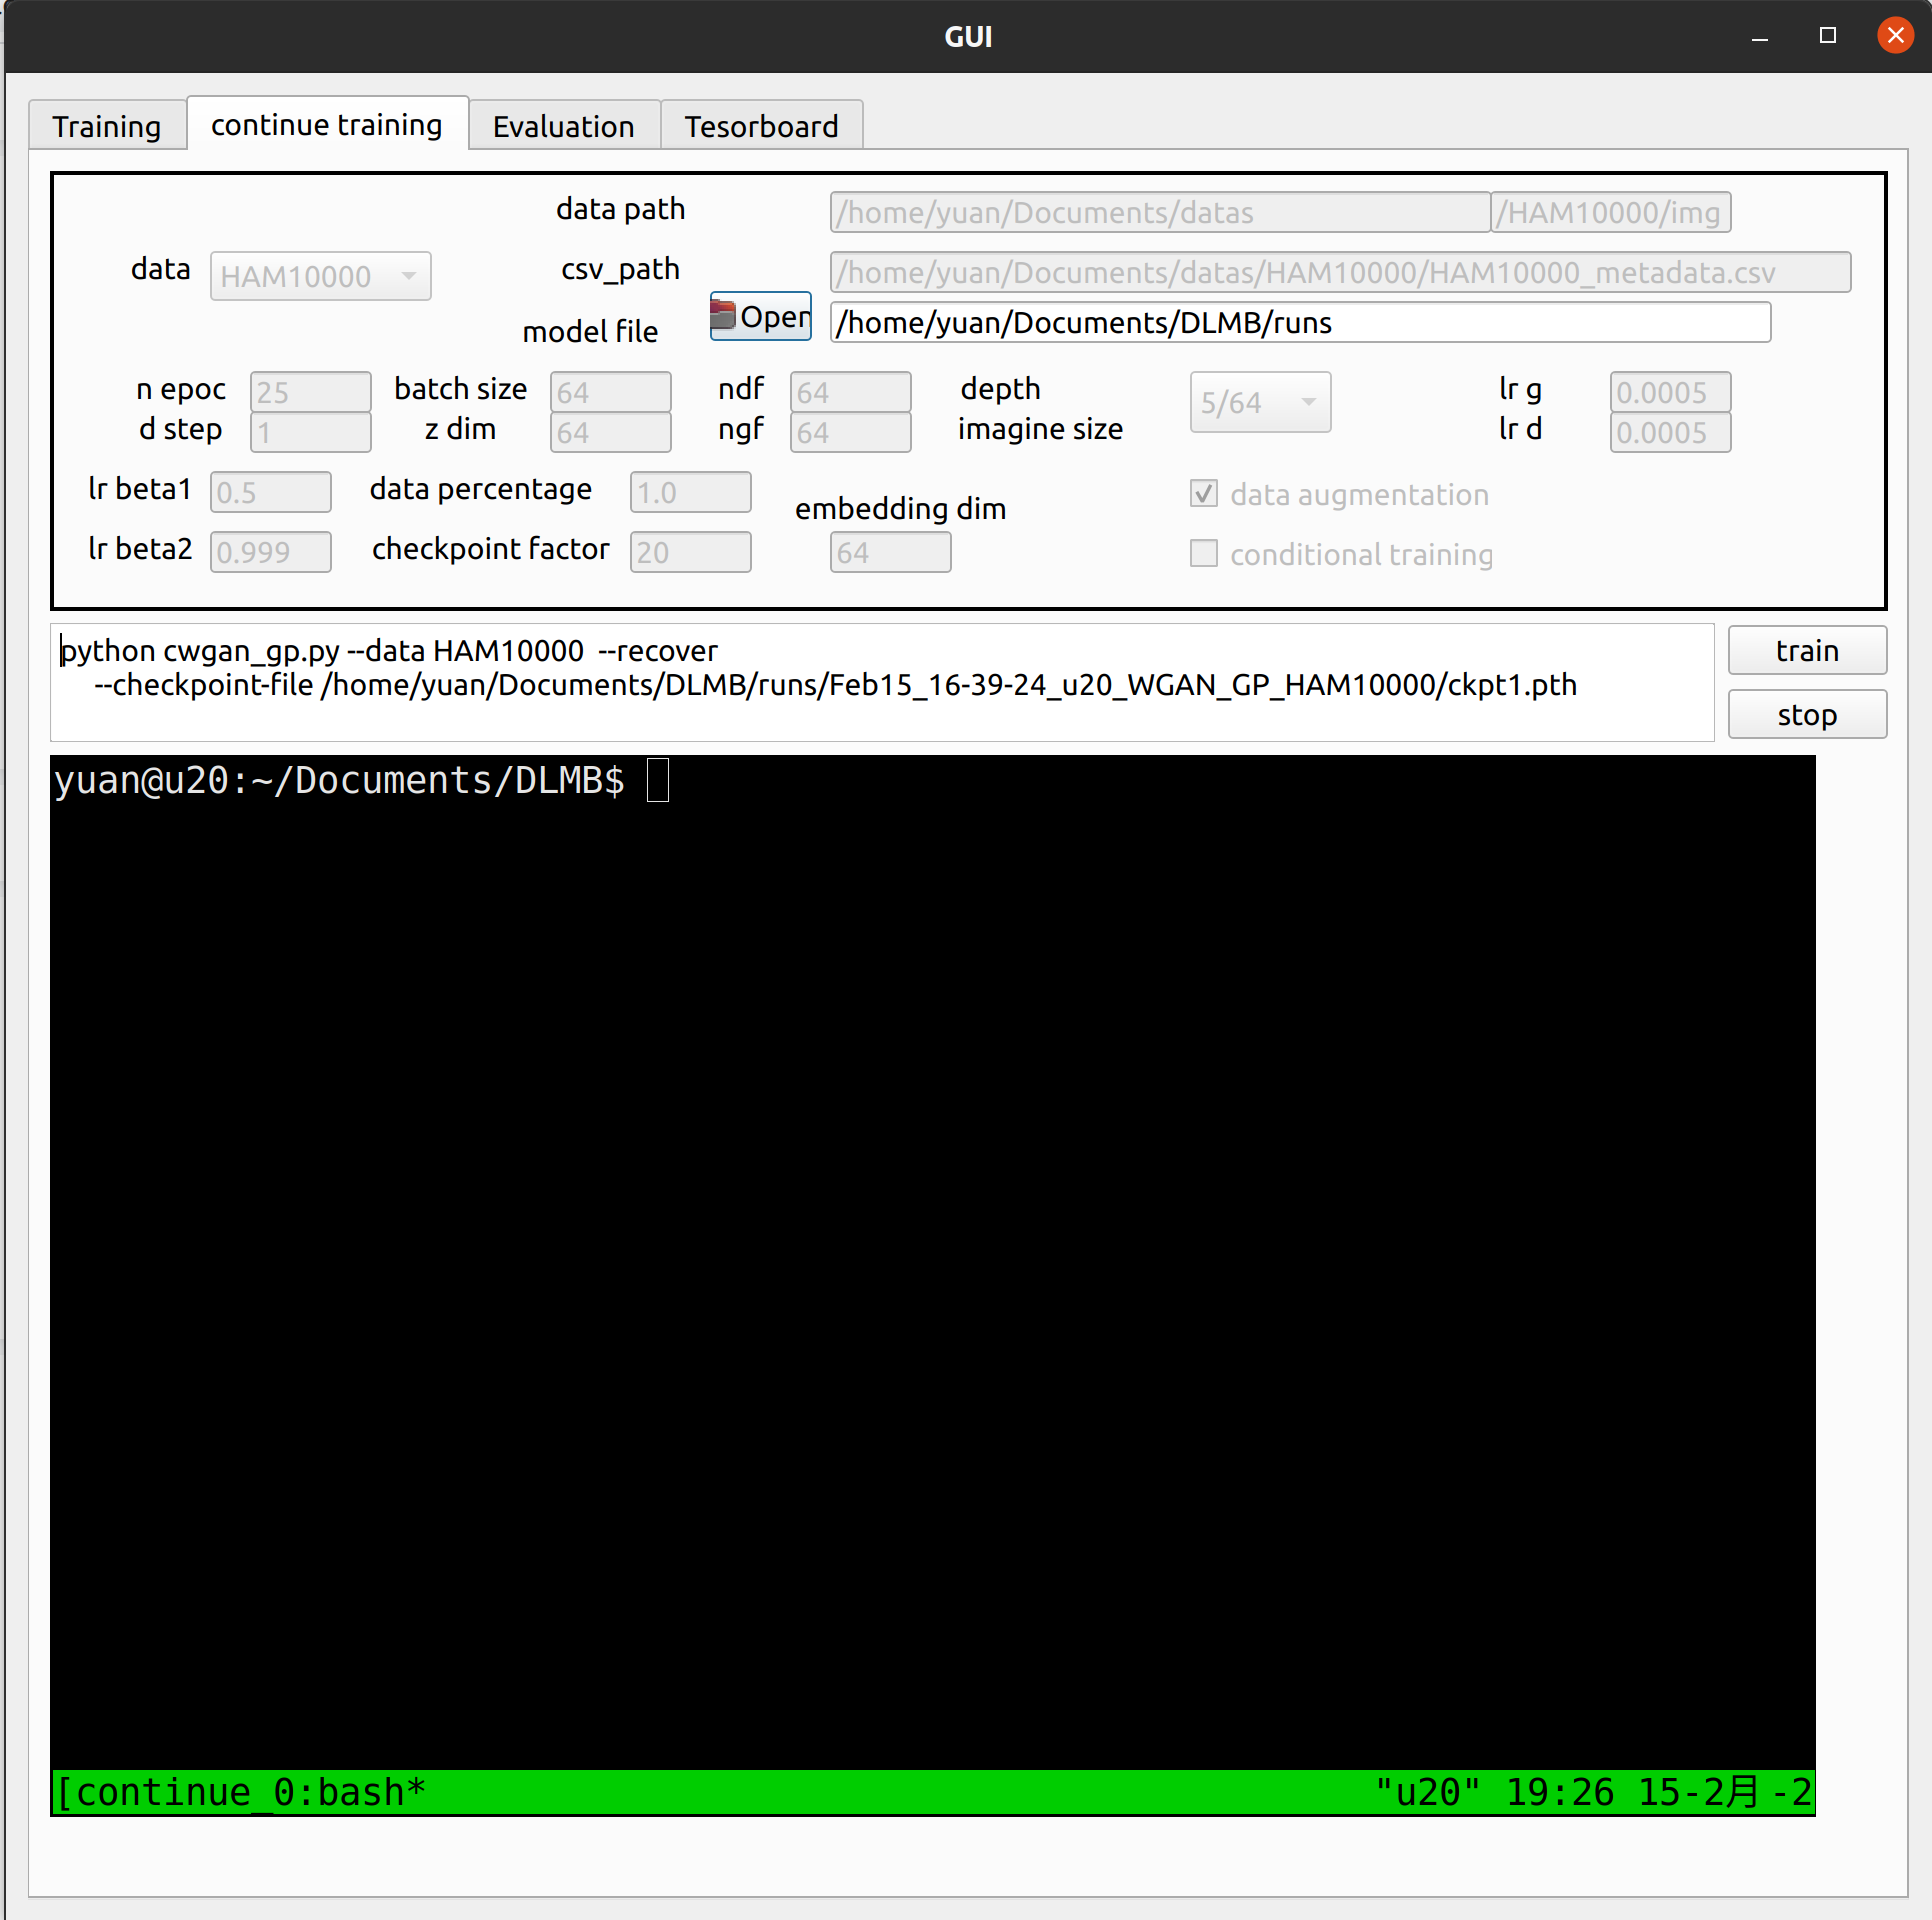 GUI
Training continue training Evaluation Tesorboard
data path /home/yuan/Documents/datas /HAM10000/img
data HAM10000 csv_path /home/yuan/Documents/datas/HAM10000/HAM10000_metadata.csv
model file Open /home/yuan/Documents/DLMB/runs
n epoc 25 batch size 64 ndf 64 depth 5/64 lr g 0.0005
d step 1 z dim 64 ngf 64 imagine size lr d 0.0005
lr beta1 0.5 data percentage 1.0 embedding dim data augmentation
lr beta2 0.999 checkpoint factor 20 64 conditional training
python cwgan_gp.py --data HAM10000  --recover train
--checkpoint-file /home/yuan/Documents/DLMB/runs/Feb15_16-39-24_u20_WGAN_GP_HAM10000/ckpt1.pth
stop
yuan@u20:~/Documents/DLMB$
[continue_0:bash* "u20" 19:26 15-2月 -2